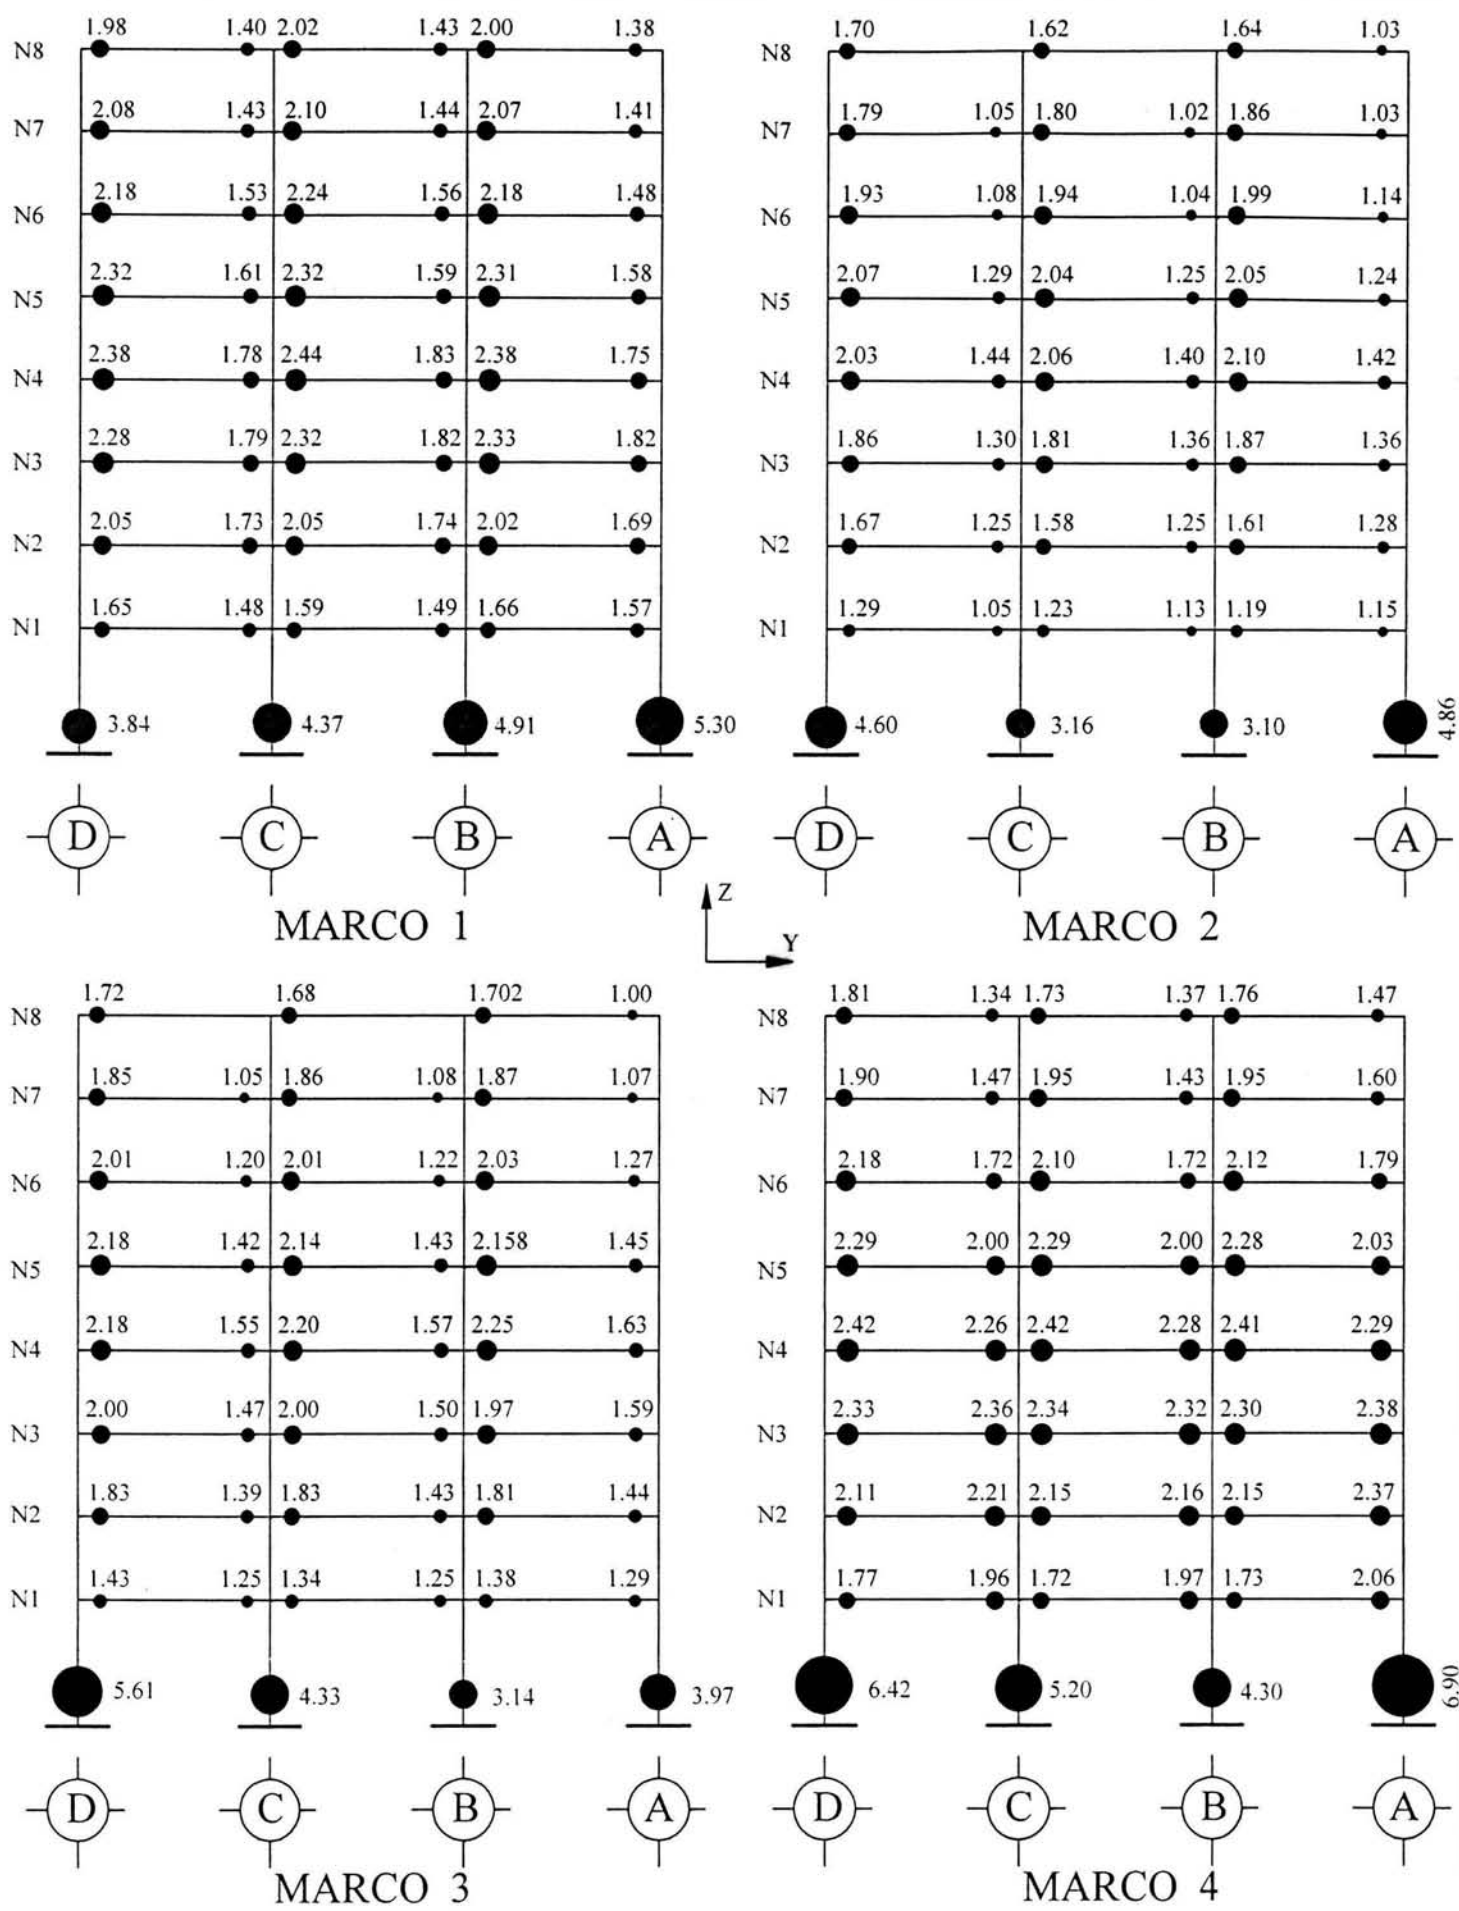 1.98 1.40 2.02 1.43 2.00 1.38
N8
2.08 1.43 2.10 1.44 2.07 1.41
N7
2.18 1.53 2.24 1.56 2.18 1.48
N6
2.32 1.61 2.32 1.59 2.31 1.58
N5
2.38 1.78 2.44 1.83 2.38 1.75
N4
2.28 1.79 2.32 1.82 2.33 1.82
N3
2.05 1.73 2.05 1.74 2.02 1.69
N2
1.65 1.48 1.59 1.49 1.66 1.57
N1
3.84 4.37 4.91 5.30
D C B A
MARCO 1
1.70 1.62 1.64 1.03
N8
1.79 1.05 1.80 1.02 1.86 1.03
N7
1.93 1.08 1.94 1.04 1.99 1.14
N6
2.07 1.29 2.04 1.25 2.05 1.24
N5
2.03 1.44 2.06 1.40 2.10 1.42
N4
1.86 1.30 1.81 1.36 1.87 1.36
N3
1.67 1.25 1.58 1.25 1.61 1.28
N2
1.29 1.05 1.23 1.13 1.19 1.15
N1
4.60 3.16 3.10 4.86
D C B A
MARCO 2
Z
Y
1.72 1.68 1.702 1.00
N8
1.85 1.05 1.86 1.08 1.87 1.07
N7
2.01 1.20 2.01 1.22 2.03 1.27
N6
2.18 1.42 2.14 1.43 2.158 1.45
N5
2.18 1.55 2.20 1.57 2.25 1.63
N4
2.00 1.47 2.00 1.50 1.97 1.59
N3
1.83 1.39 1.83 1.43 1.81 1.44
N2
1.43 1.25 1.34 1.25 1.38 1.29
N1
5.61 4.33 3.14 3.97
D C B A
MARCO 3
1.81 1.34 1.73 1.37 1.76 1.47
N8
1.90 1.47 1.95 1.43 1.95 1.60
N7
2.18 1.72 2.10 1.72 2.12 1.79
N6
2.29 2.00 2.29 2.00 2.28 2.03
N5
2.42 2.26 2.42 2.28 2.41 2.29
N4
2.33 2.36 2.34 2.32 2.30 2.38
N3
2.11 2.21 2.15 2.16 2.15 2.37
N2
1.77 1.96 1.72 1.97 1.73 2.06
N1
6.42 5.20 4.30 6.90
D C B A
MARCO 4